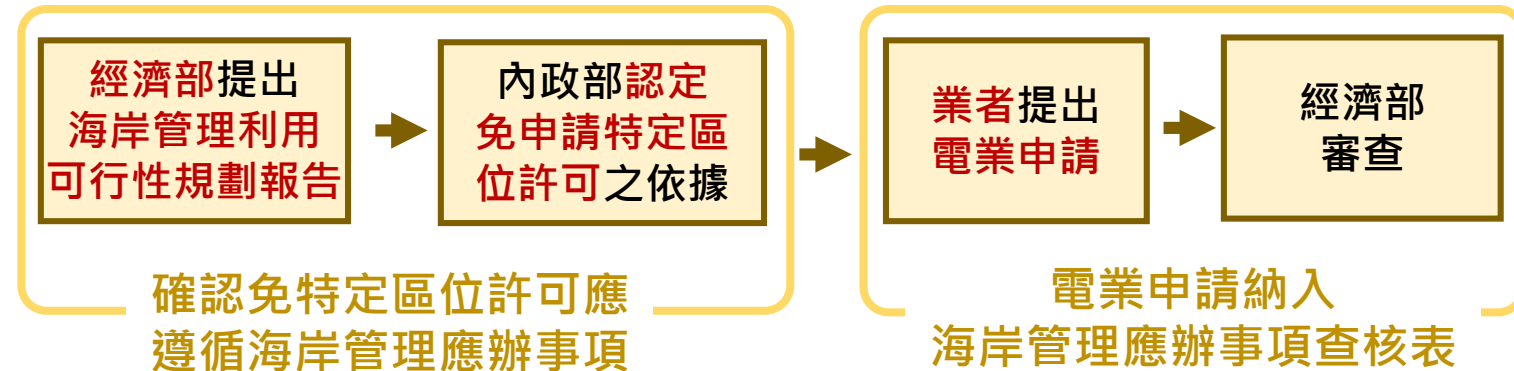 經濟部提出
海岸管理利用
可行性規劃報告
內政部認定
免申請特定區
位許可之依據
業者提出
電業申請
經濟部
審查
確認免特定區位許可應
遵循海岸管理應辦事項
電業申請納入
海岸管理應辦事項查核表